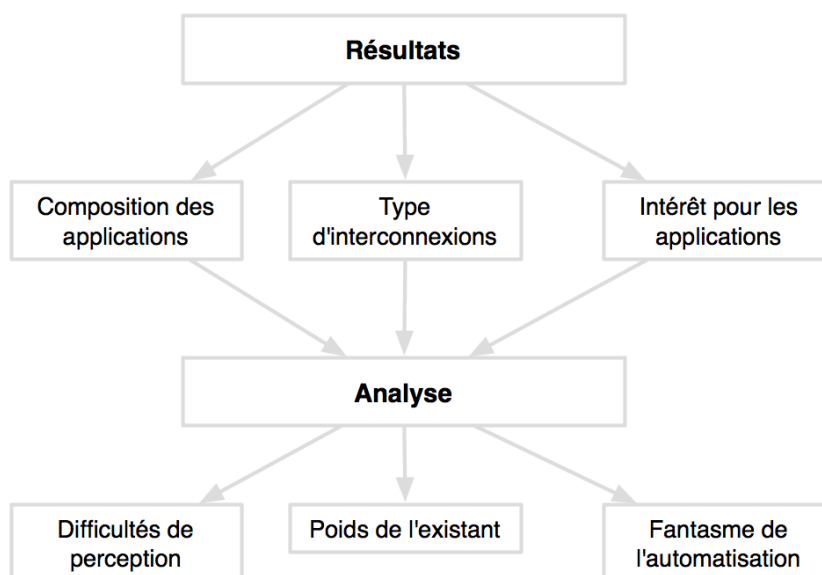 Résultats
Composition des
applications
Type
d'interconnexions
Intérêt pour les
applications
Analyse
Difficultés de
perception
Poids de l'existant
Fantasme de
l'automatisation